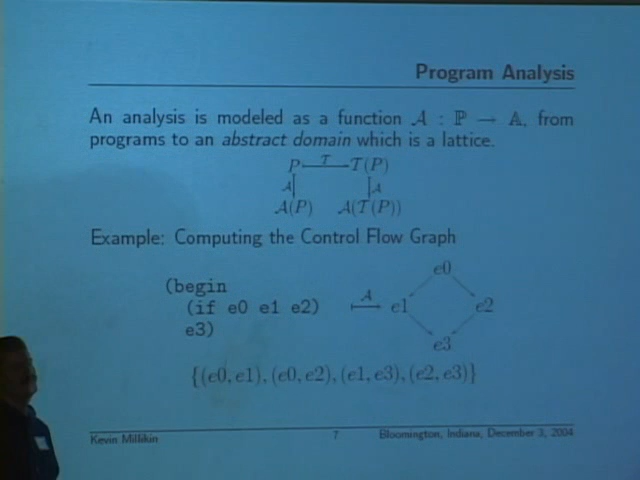 Program Analysis
An analysis is modeled as a function 𝒜 : ℙ → 𝔸, from
programs to an abstract domain which is a lattice.
P 𝒯 𝒯(P)
𝒜 𝒜
𝒜(P) 𝒜(𝒯(P))
Example: Computing the Control Flow Graph
e0
(begin
(if e0 e1 e2) 𝒜 e1 e2
e3)
e3
{(e0, e1), (e0, e2), (e1, e3), (e2, e3)}
Kevin Millikin 7 Bloomington, Indiana, December 3, 2004